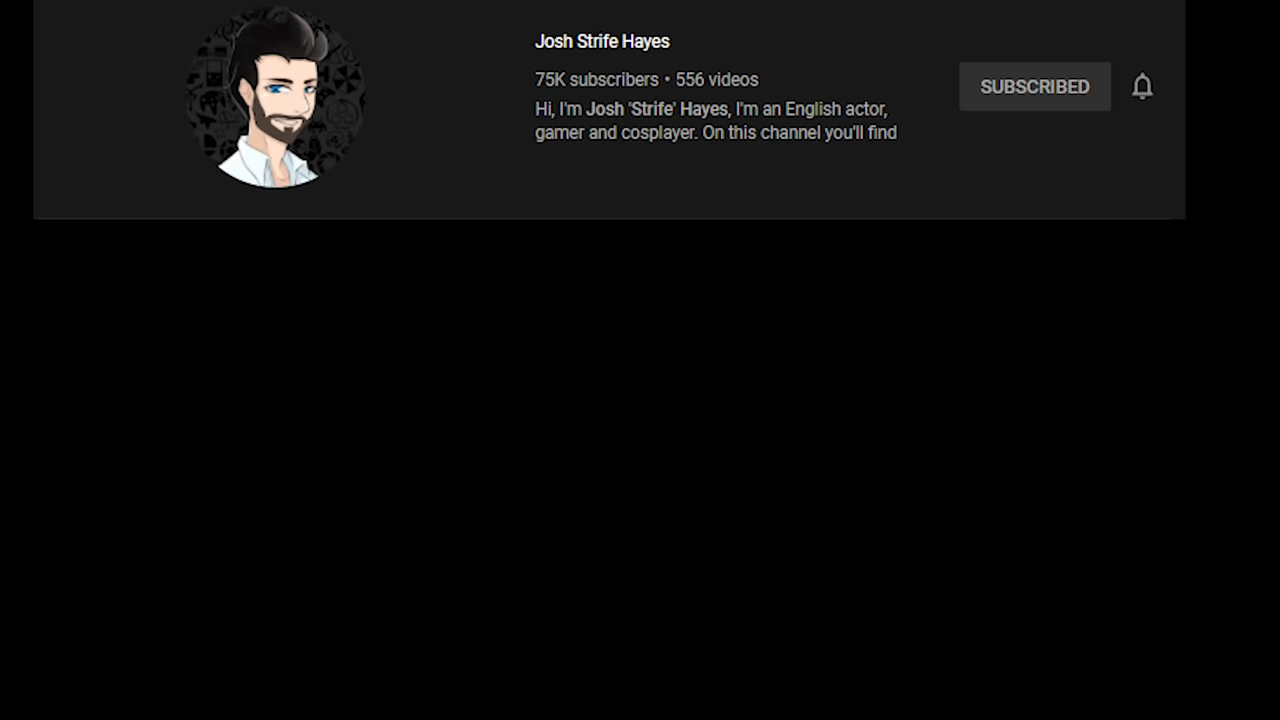 Josh Strife Hayes
75K subscribers • 556 videos
Hi, I'm Josh 'Strife' Hayes, I'm an English actor,
gamer and cosplayer. On this channel you'll find
SUBSCRIBED